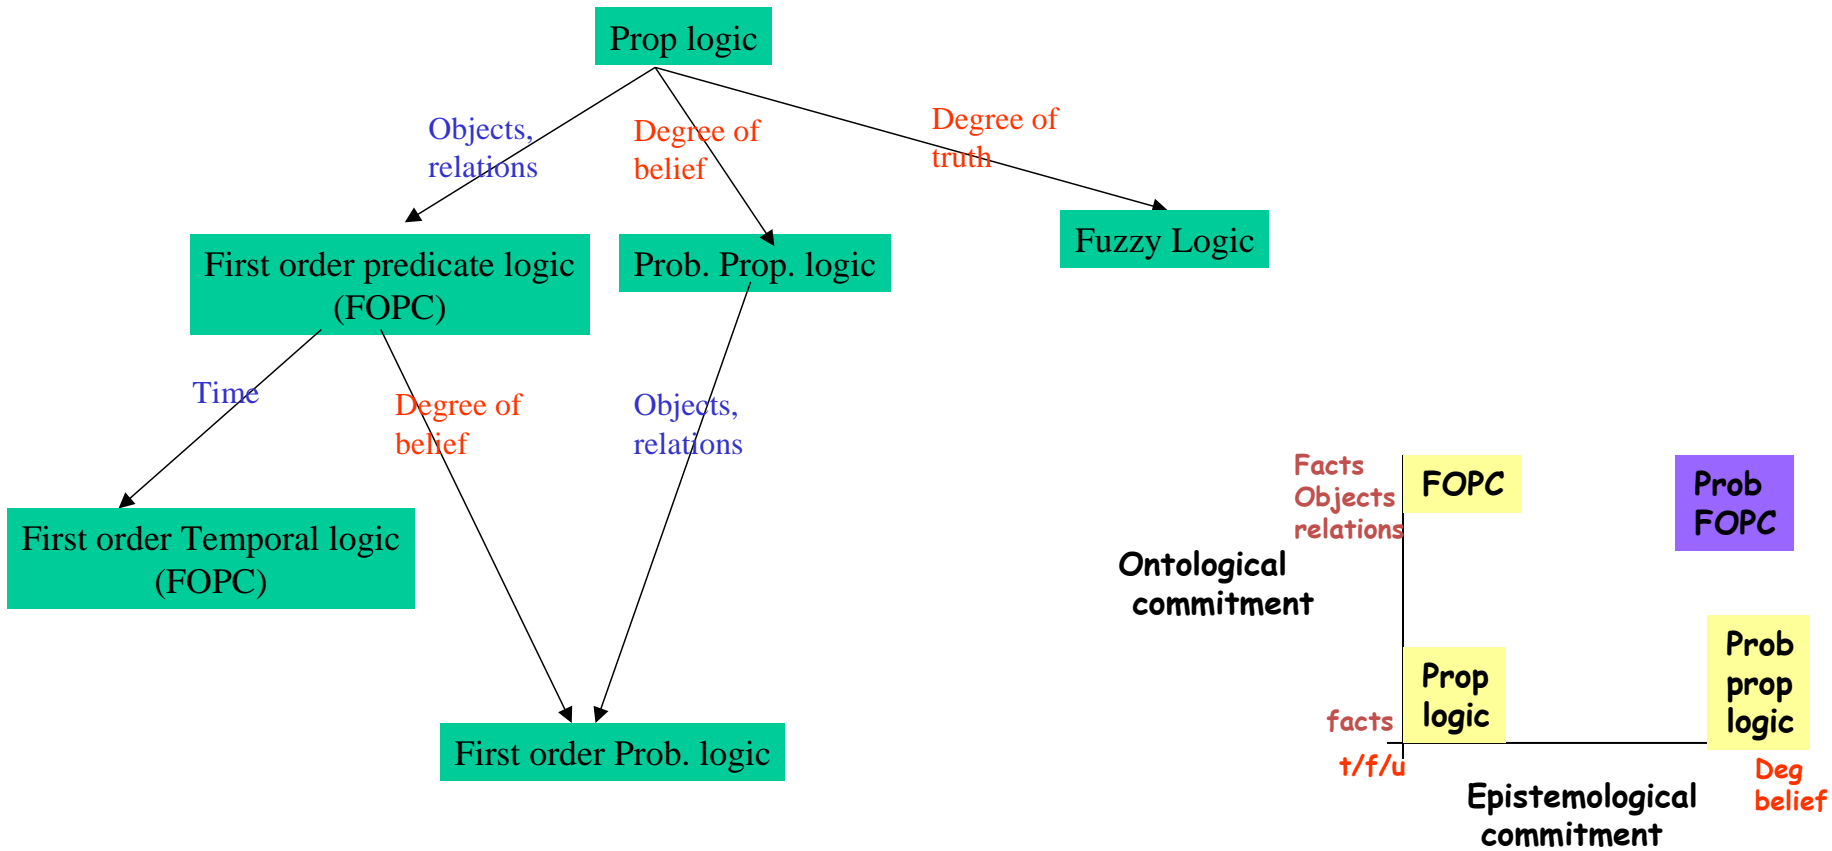 Prop logic
Objects,
relations
Degree of
belief
Degree of
truth
First order predicate logic
(FOPC)
Prob. Prop. logic
Fuzzy Logic
Time
Degree of
belief
Objects,
relations
First order Temporal logic
(FOPC)
First order Prob. logic
Facts
Objects
relations
FOPC
Prob
FOPC
Ontological
commitment
Prop
logic
Prob
prop
logic
facts
t/f/u
Deg
belief
Epistemological
commitment